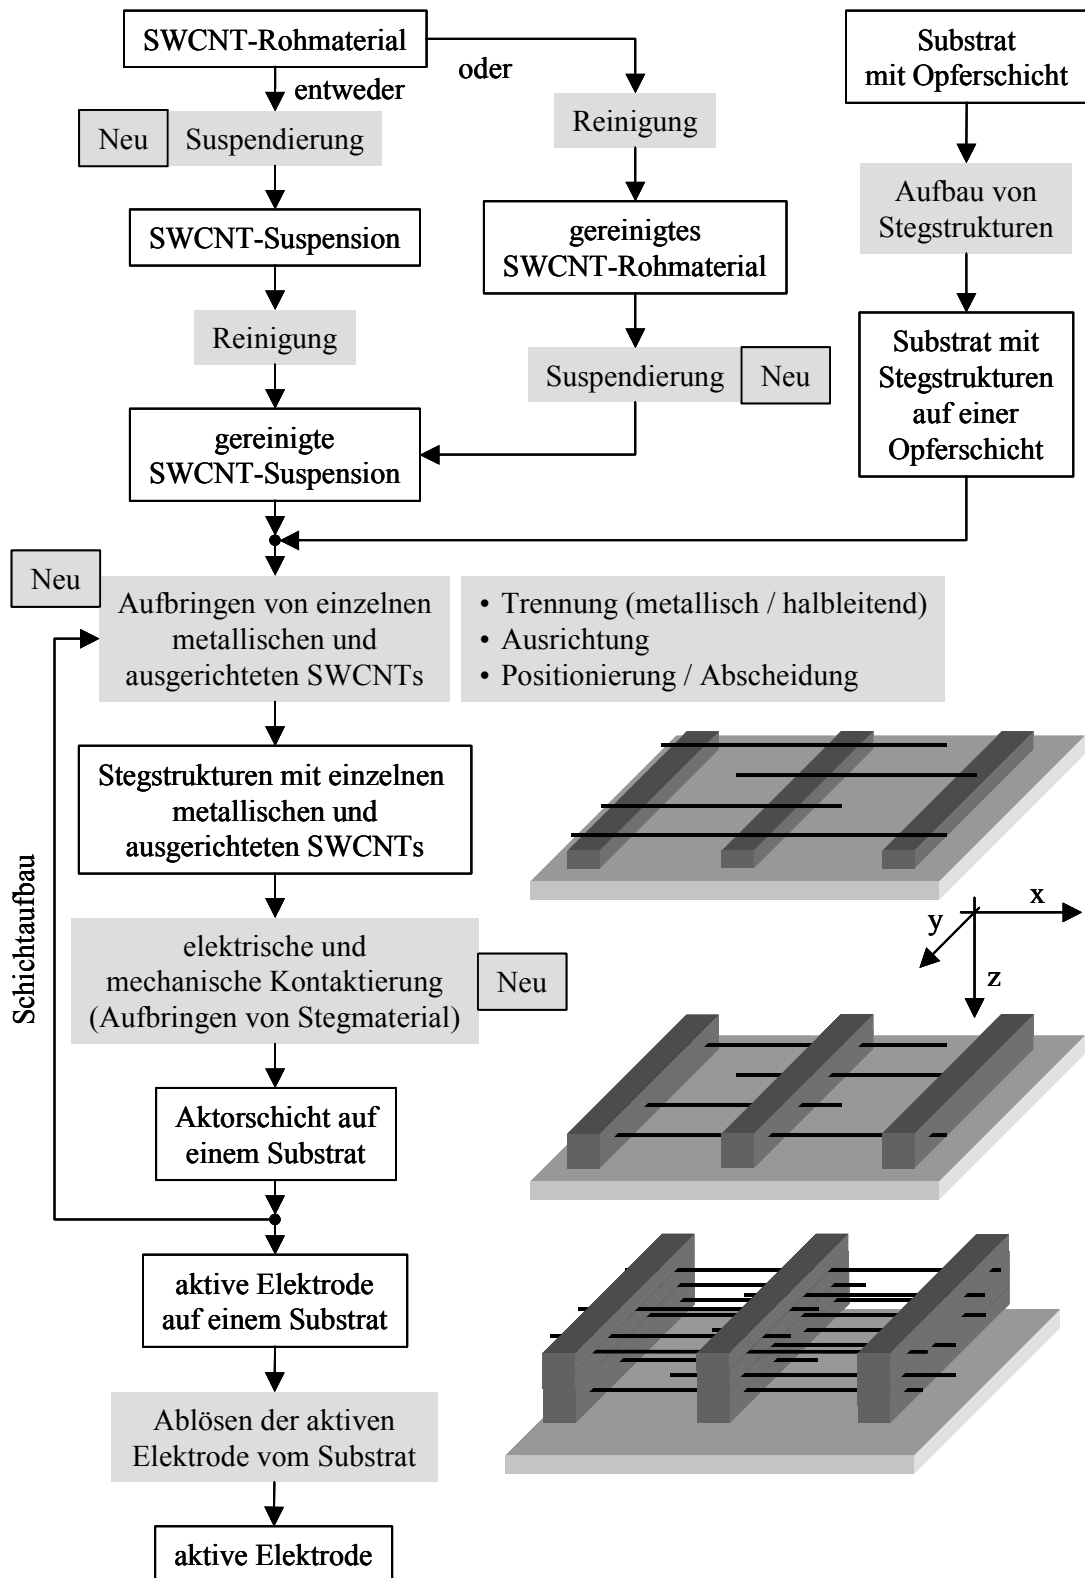 SWCNT-Rohmaterial
entweder
oder
Neu
Suspendierung
SWCNT-Suspension
Reinigung
gereinigte
SWCNT-Suspension
Reinigung
gereinigtes
SWCNT-Rohmaterial
Suspendierung
Neu
Substrat
mit Opferschicht
Aufbau von
Stegstrukturen
Substrat mit
Stegstrukturen
auf einer
Opferschicht
Neu
Aufbringen von einzelnen
metallischen und
ausgerichteten SWCNTs
• Trennung (metallisch / halbleitend)
• Ausrichtung
• Positionierung / Abscheidung
Stegstrukturen mit einzelnen
metallischen und
ausgerichteten SWCNTs
Schichtaufbau
elektrische und
mechanische Kontaktierung
(Aufbringen von Stegmaterial)
Neu
x
y
z
Aktorschicht auf
einem Substrat
aktive Elektrode
auf einem Substrat
Ablösen der aktiven
Elektrode vom Substrat
aktive Elektrode